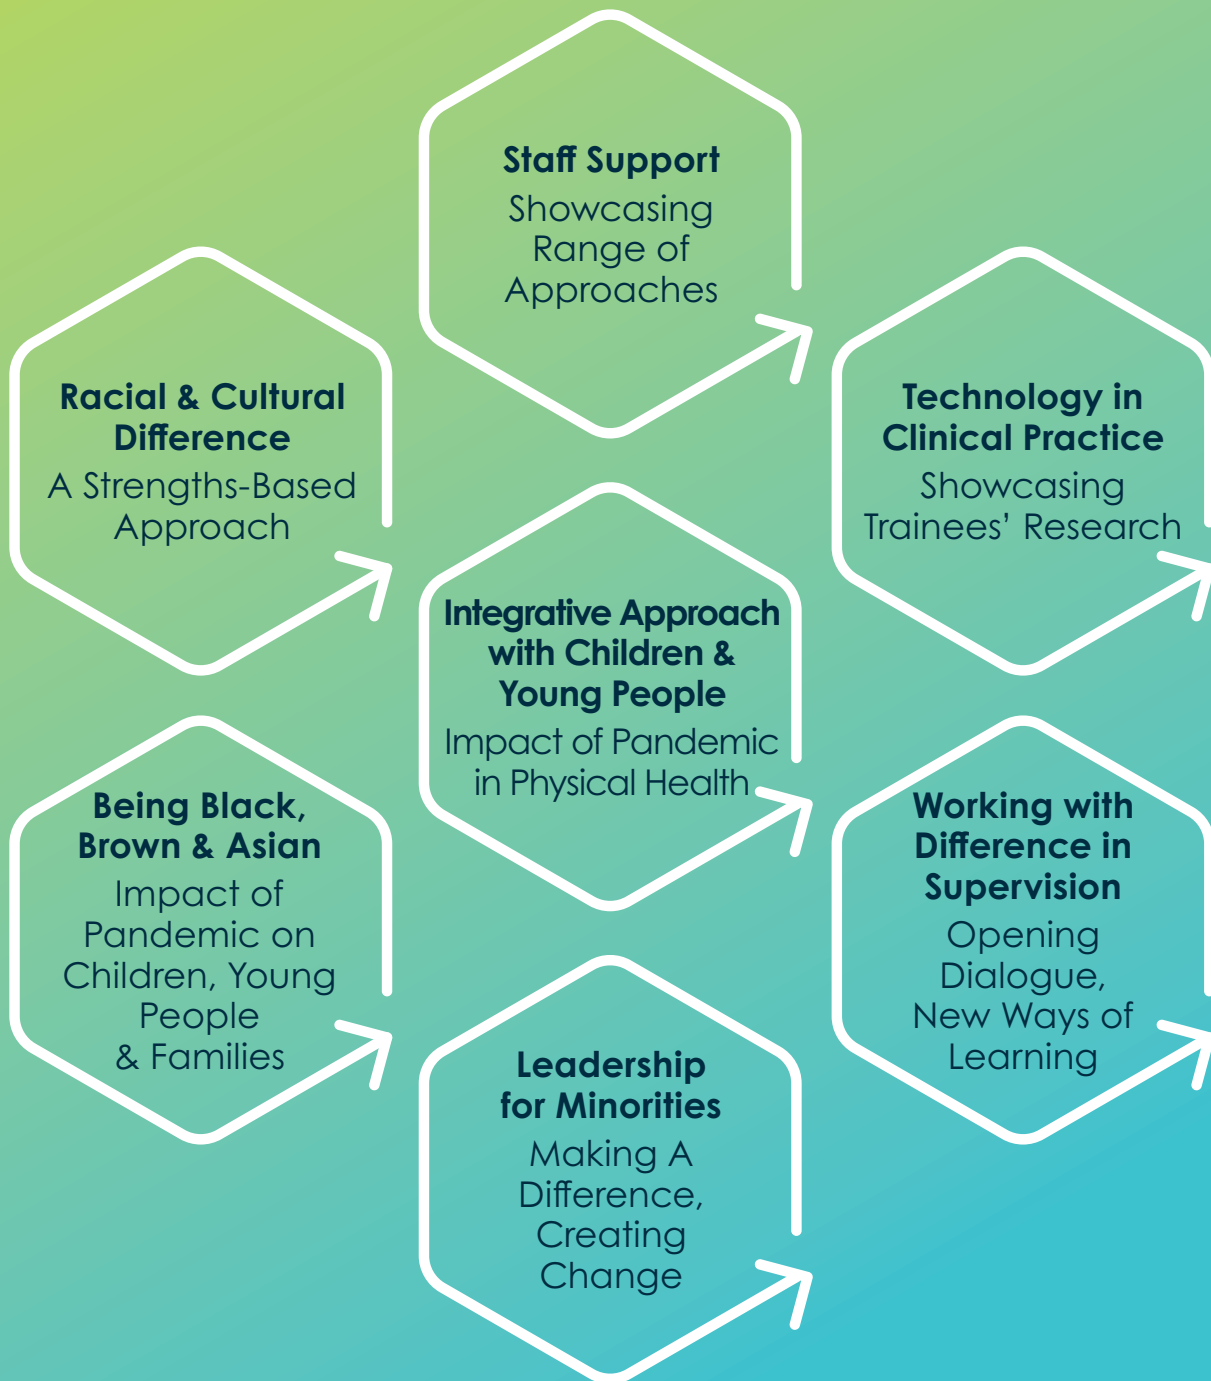 Staff Support
Showcasing
Range of
Approaches
Racial & Cultural
Difference
A Strengths-Based
Approach
Technology in
Clinical Practice
Showcasing
Trainees’ Research
Integrative Approach
with Children &
Young People
Impact of Pandemic
in Physical Health
Being Black,
Brown & Asian
Impact of
Pandemic on
Children, Young
People
& Families
Working with
Difference in
Supervision
Opening
Dialogue,
New Ways of
Learning
Leadership
for Minorities
Making A
Difference,
Creating
Change